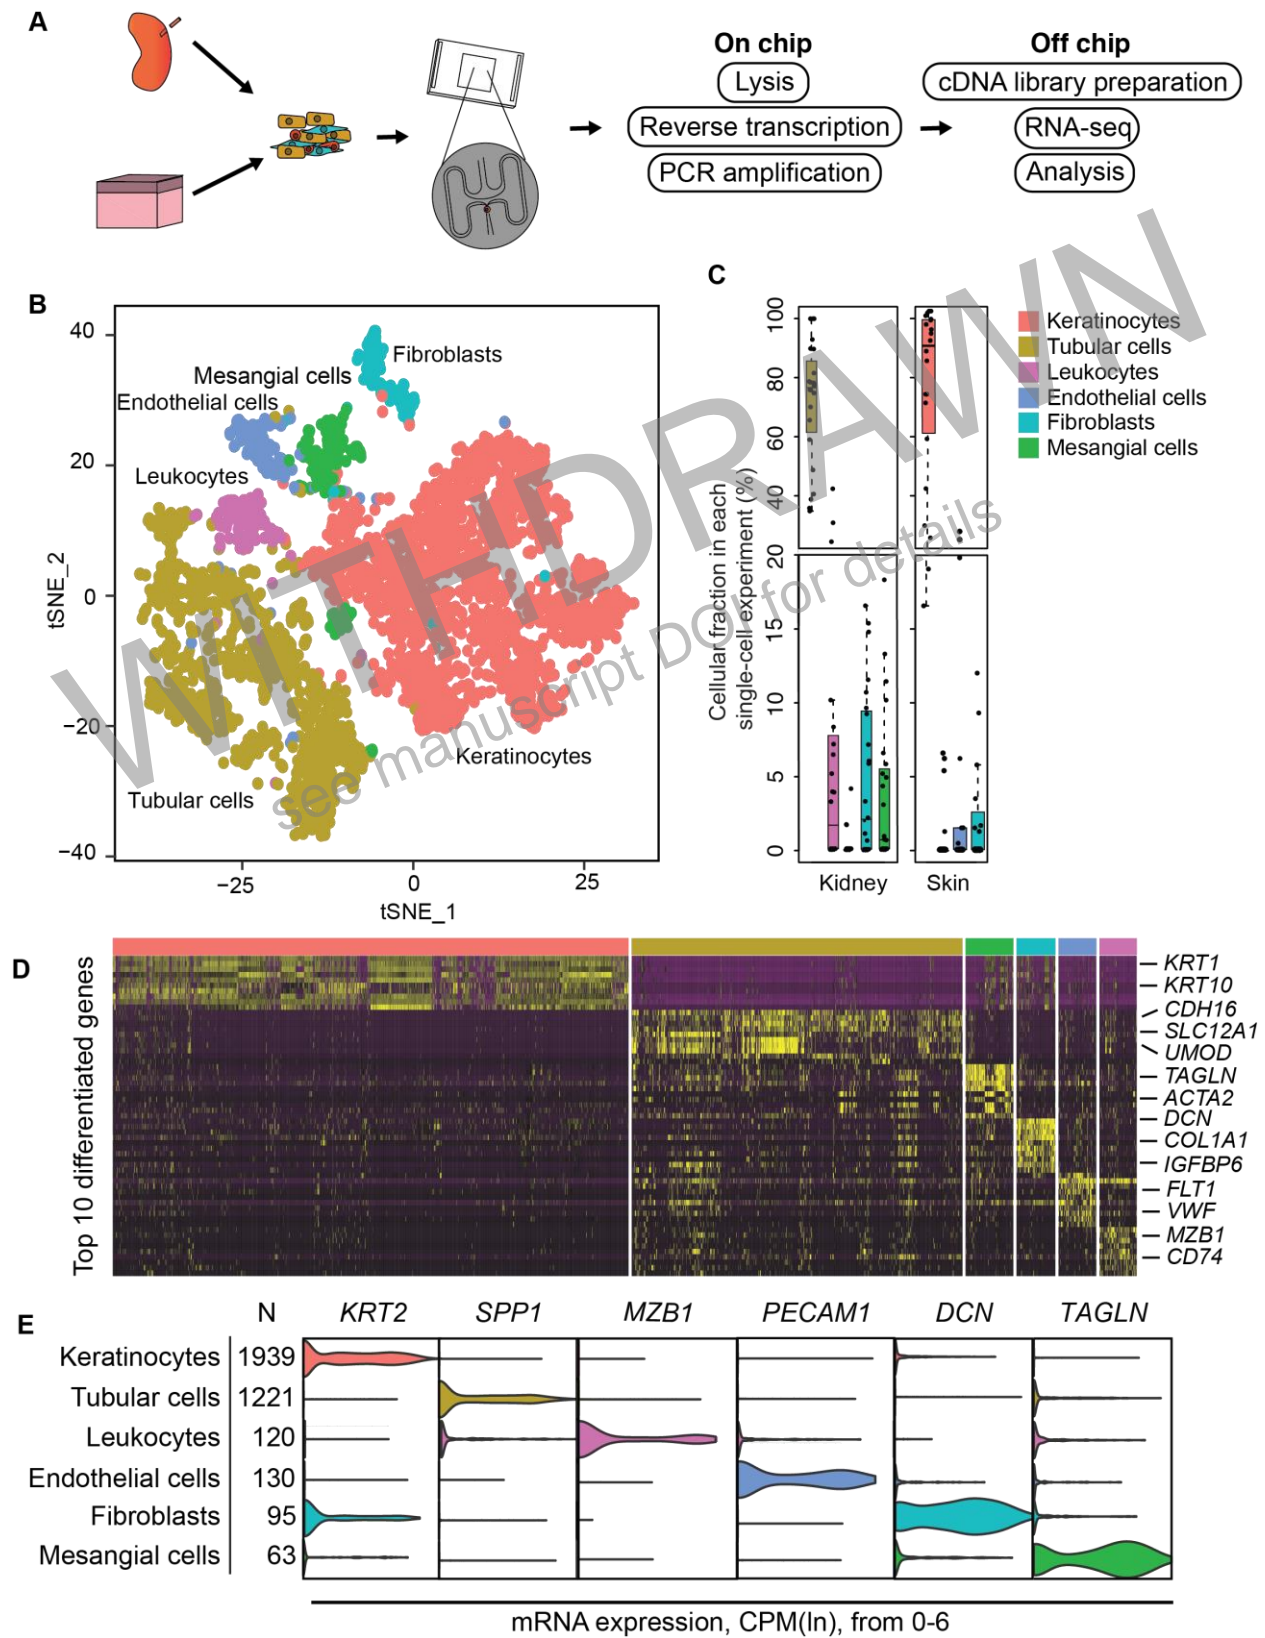 A
On chip
Lysis
Reverse transcription
PCR amplification
Off chip
cDNA library preparation
RNA-seq
Analysis
B
40
20
0
−20
−40
tSNE_2
−25
0
25
tSNE_1
Fibroblasts
Mesangial cells
Endothelial cells
Leukocytes
Keratinocytes
Tubular cells
C
Cellular fraction in each
single-cell experiment (%)
100
80
60
40
20
15
10
5
0
Kidney
Skin
Keratinocytes
Tubular cells
Leukocytes
Endothelial cells
Fibroblasts
Mesangial cells
WITHDRAWN
see manuscript DOI for details
D
Top 10 differentiated genes
KRT1
KRT10
CDH16
SLC12A1
UMOD
TAGLN
ACTA2
DCN
COL1A1
IGFBP6
FLT1
VWF
MZB1
CD74
E
N KRT2 SPP1 MZB1 PECAM1 DCN TAGLN
Keratinocytes 1939
Tubular cells 1221
Leukocytes 120
Endothelial cells 130
Fibroblasts 95
Mesangial cells 63
mRNA expression, CPM(ln), from 0-6